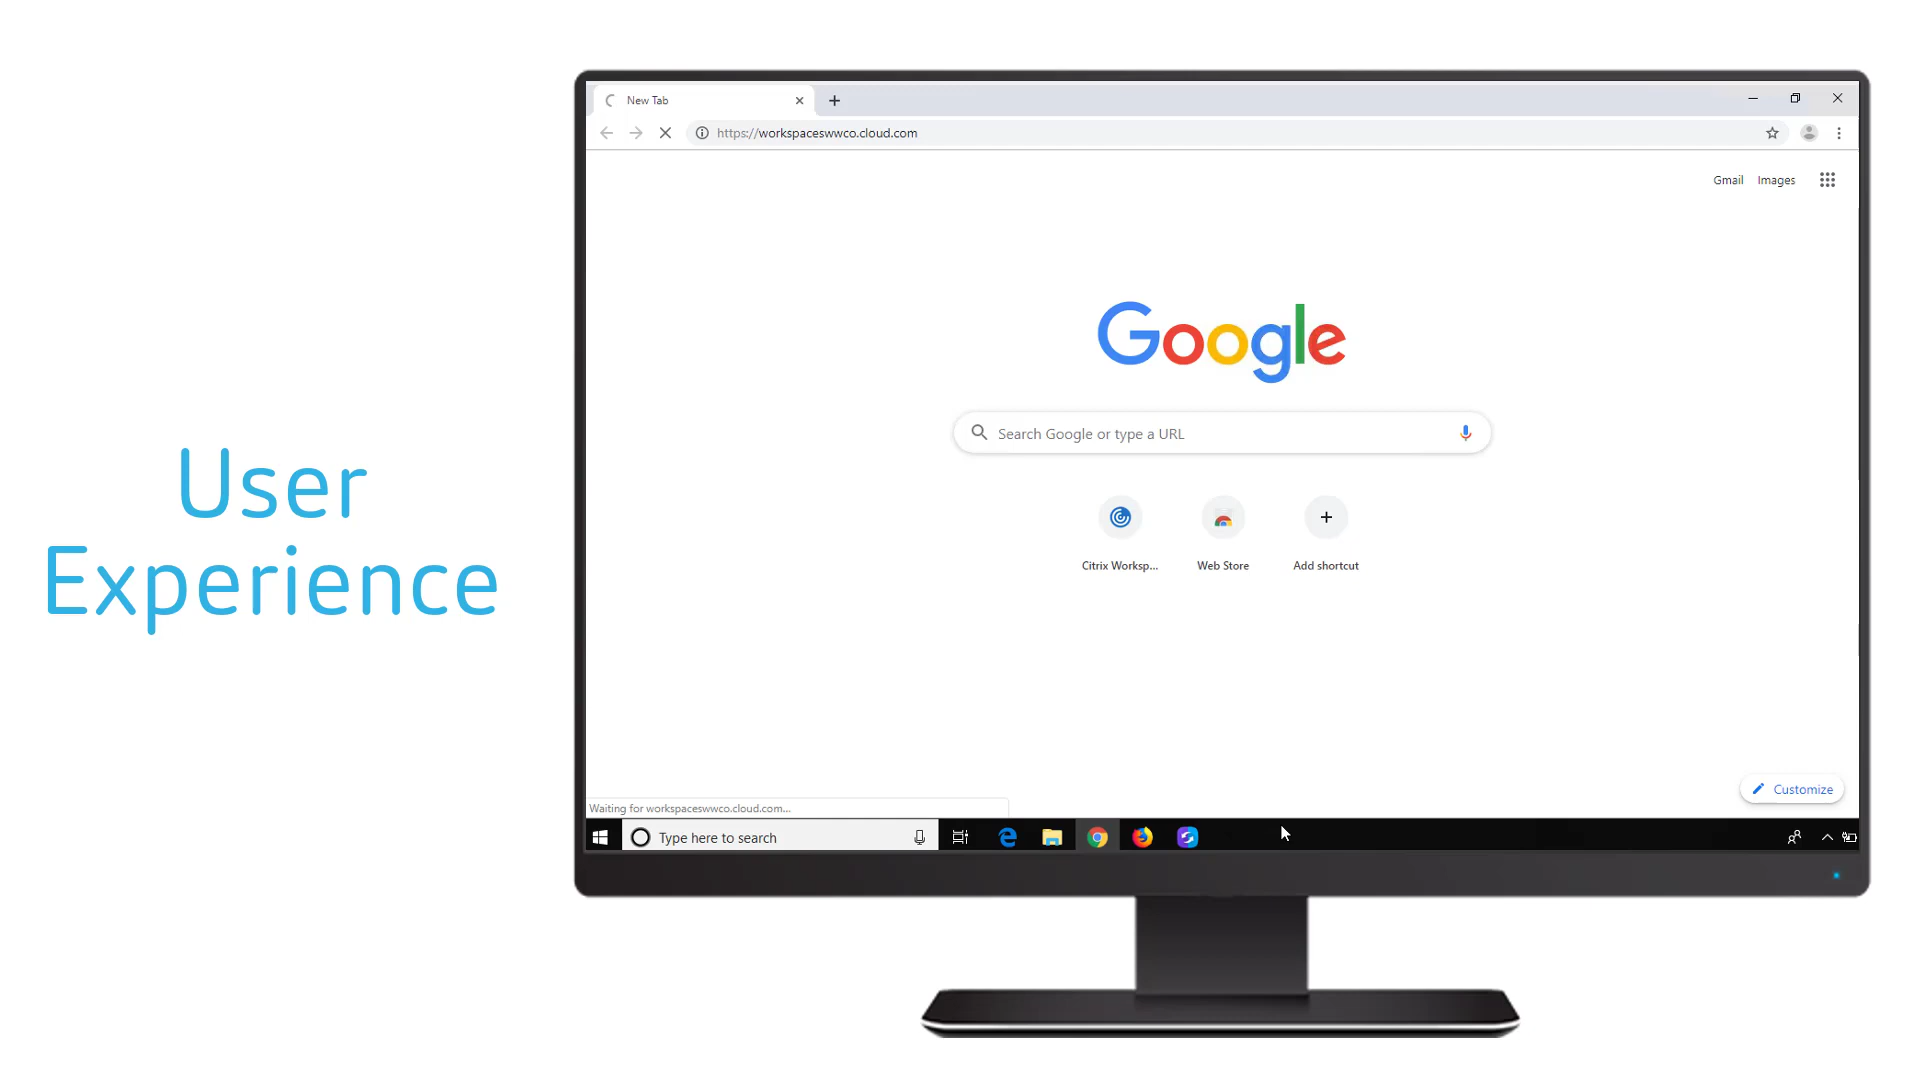 User
Experience
New Tab
https://workspaceswwco.cloud.com
Gmail Images
Google
Search Google or type a URL
Citrix Worksp... Web Store Add shortcut
Customize
Waiting for workspaceswwco.cloud.com...
Type here to search